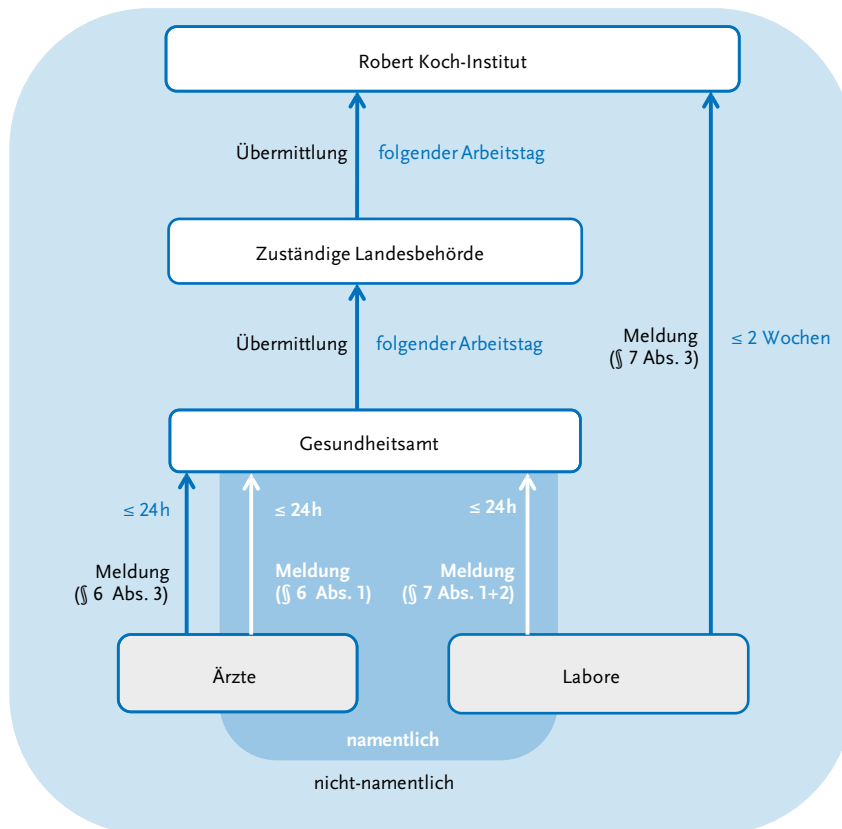 Robert Koch-Institut
Übermittlung folgender Arbeitstag
Zuständige Landesbehörde
Übermittlung folgender Arbeitstag
Meldung
(§ 7 Abs. 3)
≤ 2 Wochen
Gesundheitsamt
≤ 24h
≤ 24h
≤ 24h
Meldung
(§ 6 Abs. 3)
Meldung
(§ 6 Abs. 1)
Meldung
(§ 7 Abs. 1+2)
Ärzte
Labore
namentlich
nicht-namentlich